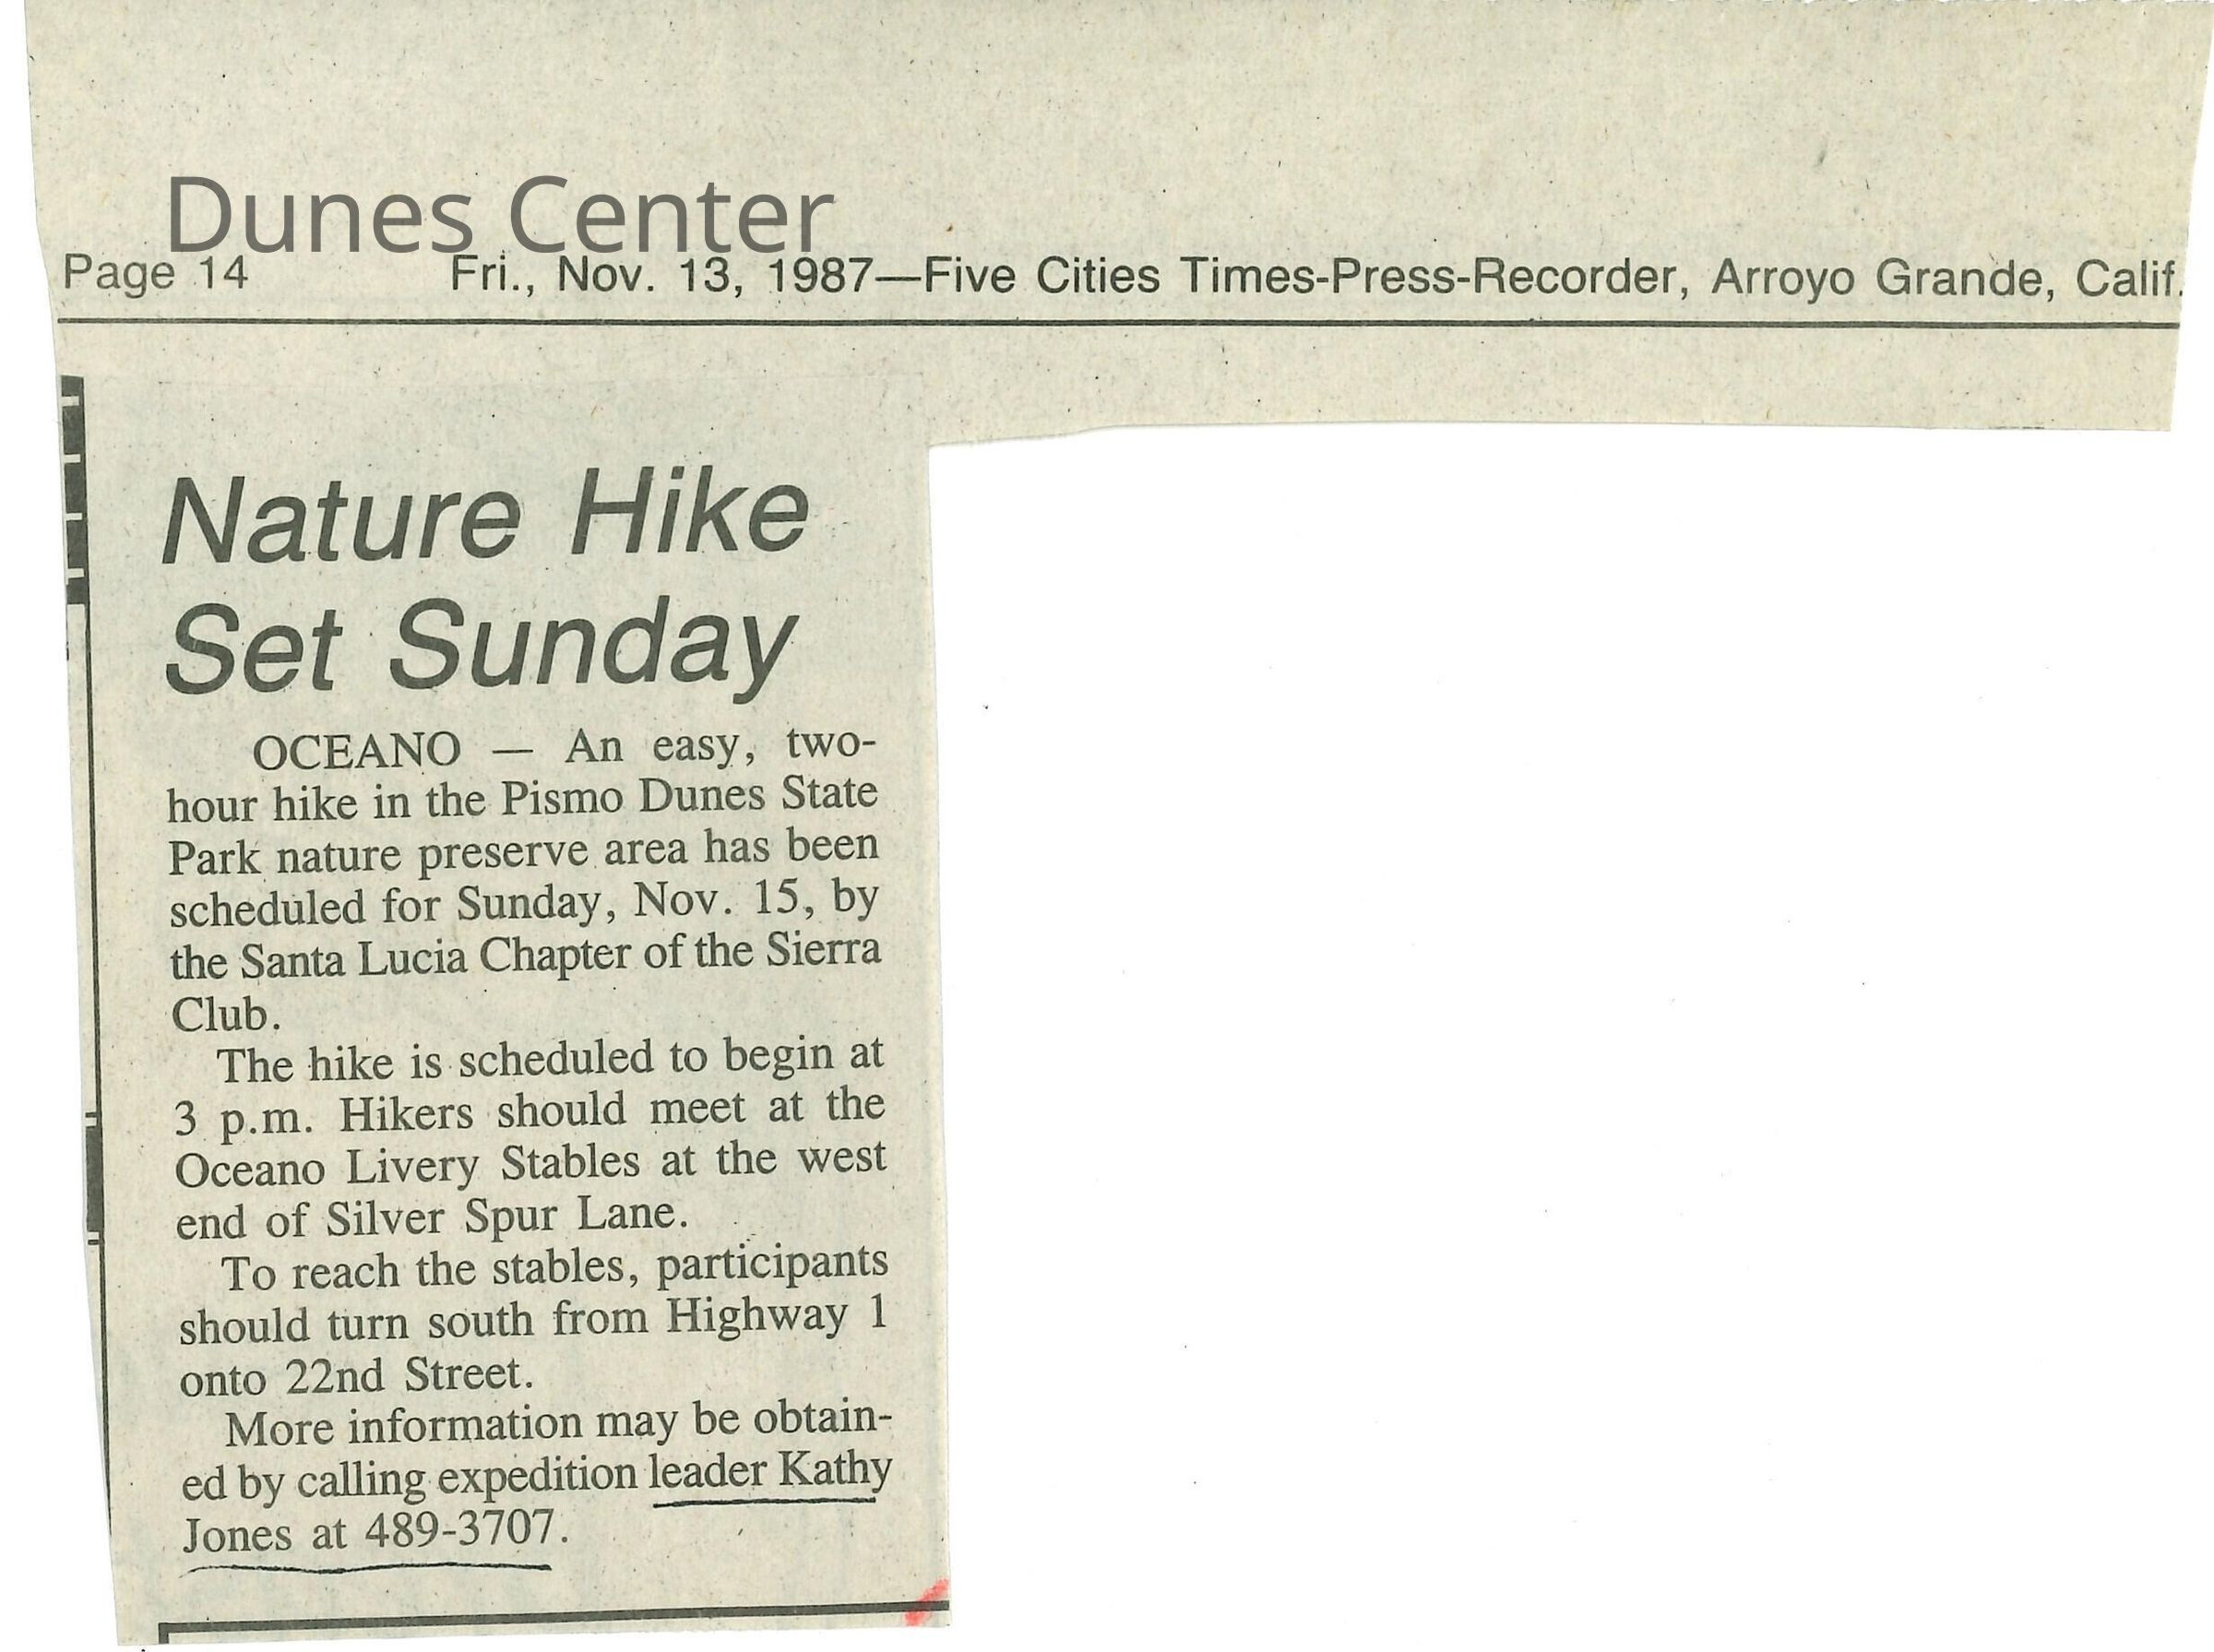 Dunes Center
Page 14 Fri., Nov. 13, 1987—Five Cities Times-Press-Recorder, Arroyo Grande, Calif.
Nature Hike
Set Sunday
OCEANO — An easy, two-
hour hike in the Pismo Dunes State
Park nature preserve area has been
scheduled for Sunday, Nov. 15, by
the Santa Lucia Chapter of the Sierra
Club.
The hike is scheduled to begin at
3 p.m. Hikers should meet at the
Oceano Livery Stables at the west
end of Silver Spur Lane.
To reach the stables, participants
should turn south from Highway 1
onto 22nd Street.
More information may be obtain-
ed by calling expedition leader Kathy
Jones at 489-3707.